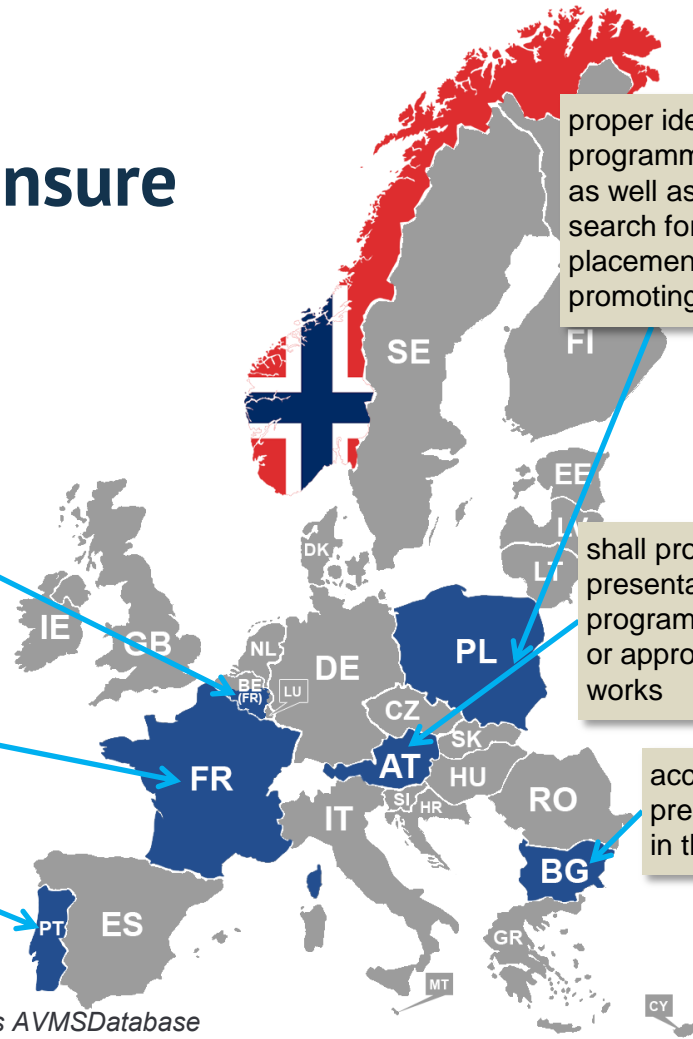 nsure
proper ide
programm
as well as
search for
placemen
promoting
SE
FI
EE
LV
LT
DK
shall pro
presenta
program
or appro
works
IE
GB
NL
BE
(FR)
LU
DE
PL
CZ
SK
AT
HU
FR
SI
HR
RO
IT
acc
pre
in th
BG
PT
ES
GR
MT
CY
s AVMSDatabase